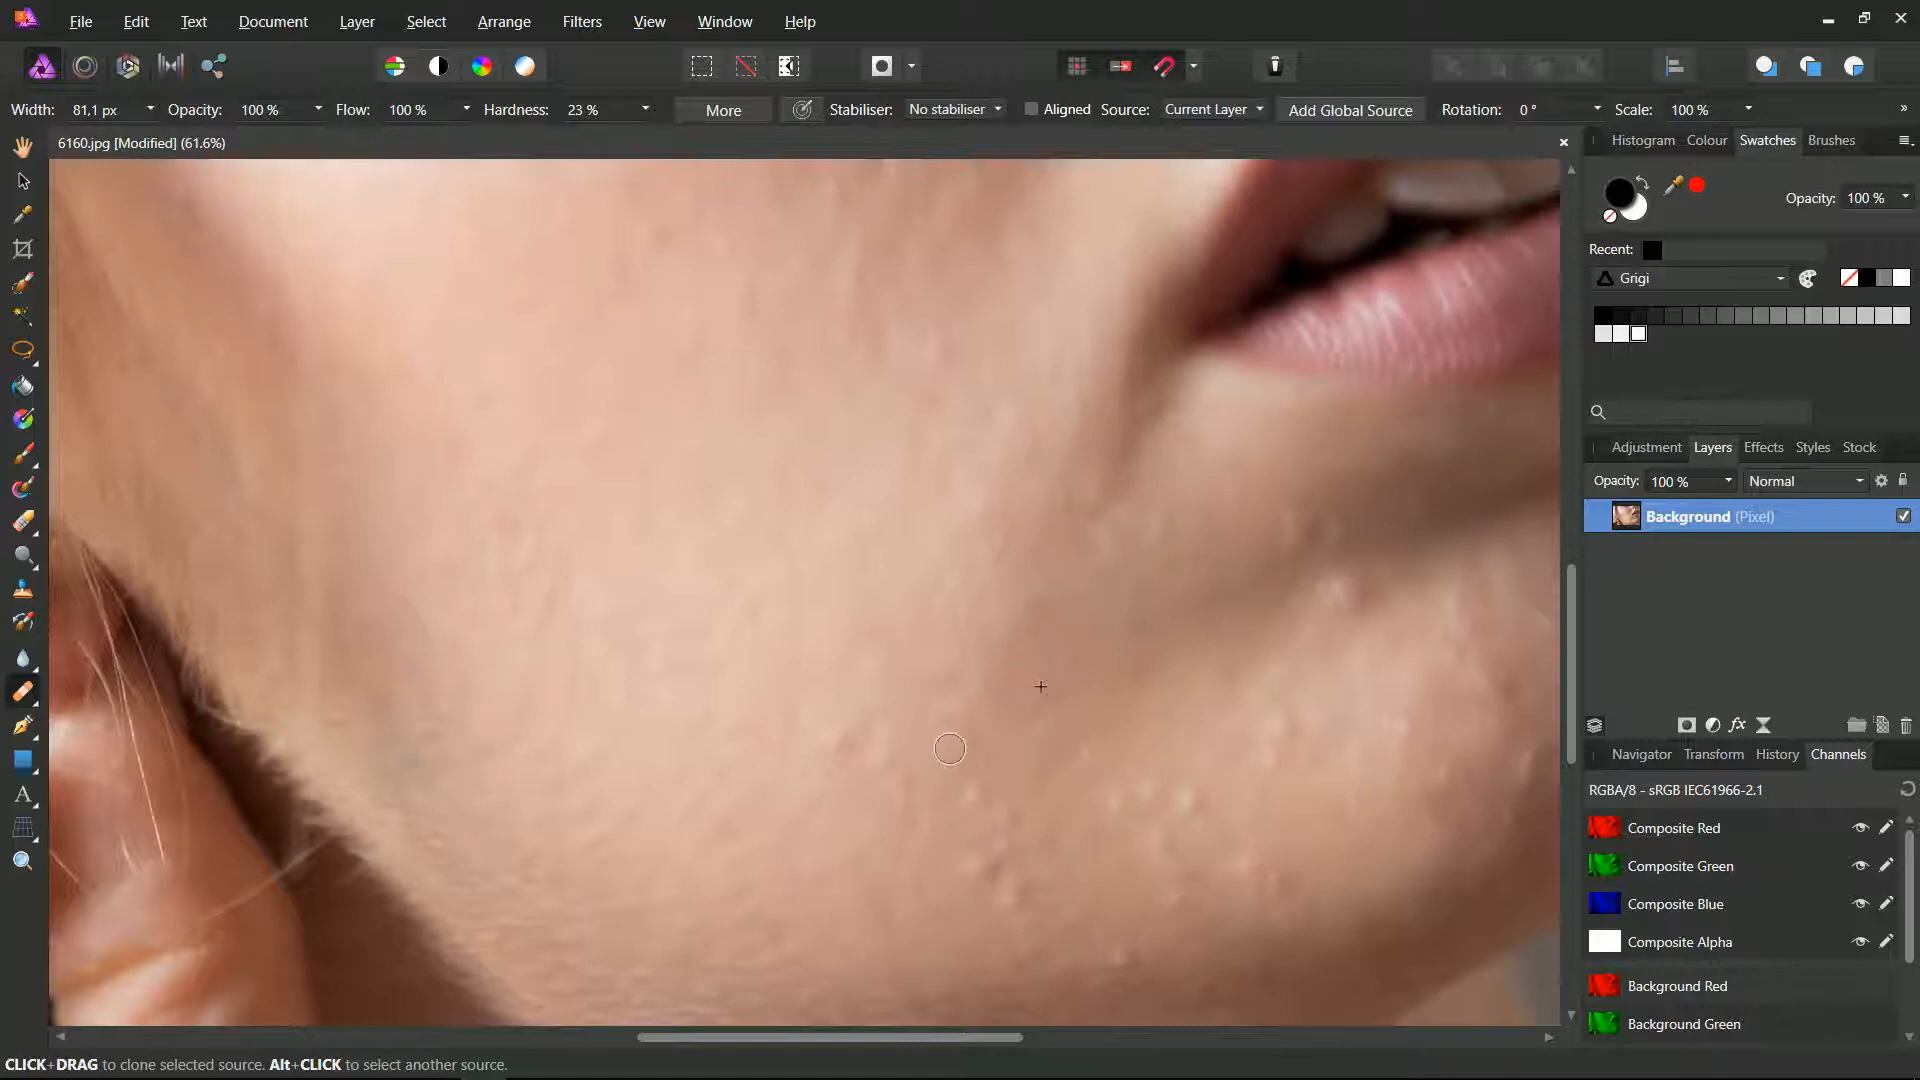 File Edit Text Document Layer Select Arrange Filters View Window Help
Width: 81,1 px Opacity: 100 % Flow: 100 % Hardness: 23 % More Stabiliser: No stabiliser Aligned Source: Current Layer Add Global Source Rotation: 0 ° Scale: 100 % »
6160.jpg [Modified] (61.6%)
Histogram Colour Swatches Brushes
Opacity: 100 %
Recent:
Grigi
Adjustment Layers Effects Styles Stock
Opacity: 100 % Normal
Background (Pixel)
Navigator Transform History Channels
RGBA/8 - sRGB IEC61966-2.1
Composite Red
Composite Green
Composite Blue
Composite Alpha
Background Red
Background Green
CLICK+DRAG to clone selected source. Alt+CLICK to select another source.